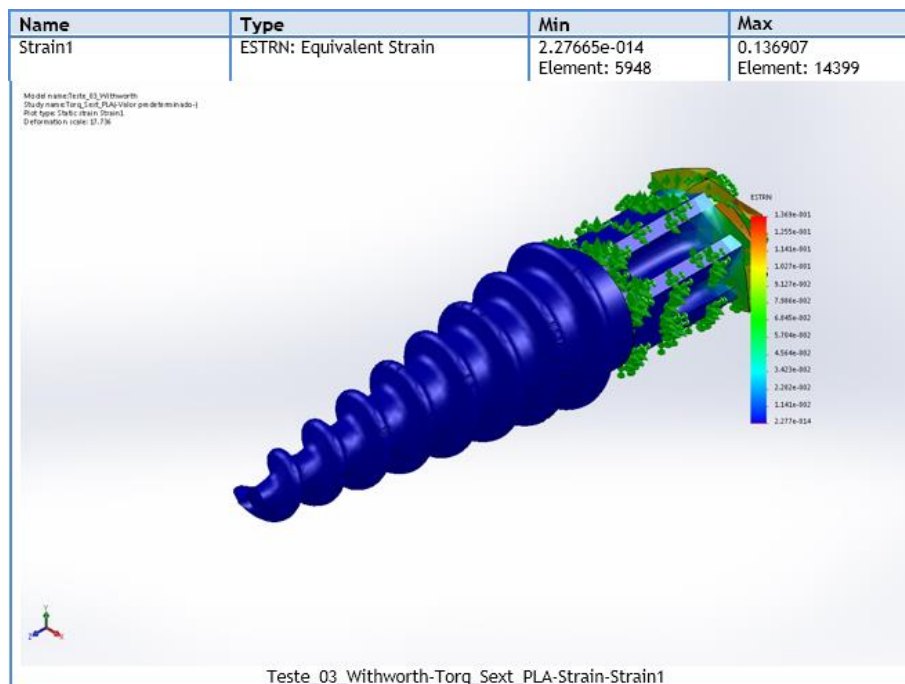 Name Type Min Max
Strain1 ESTRN: Equivalent Strain 2.27665e-014 0.136907
Element: 5948 Element: 14399
Model name:Teste_03_Withworth
Study name:Torq_Sext_PLA(-Valor predeterminado-)
Plot type: Static strain Strain1
Deformation scale: 17.736
ESTRN
1.369e-001
1.255e-001
1.141e-001
1.027e-001
9.127e-002
7.986e-002
6.845e-002
5.704e-002
4.564e-002
3.423e-002
2.282e-002
1.141e-002
2.277e-014
Y
Z X
Teste_03_Withworth-Torq_Sext_PLA-Strain-Strain1